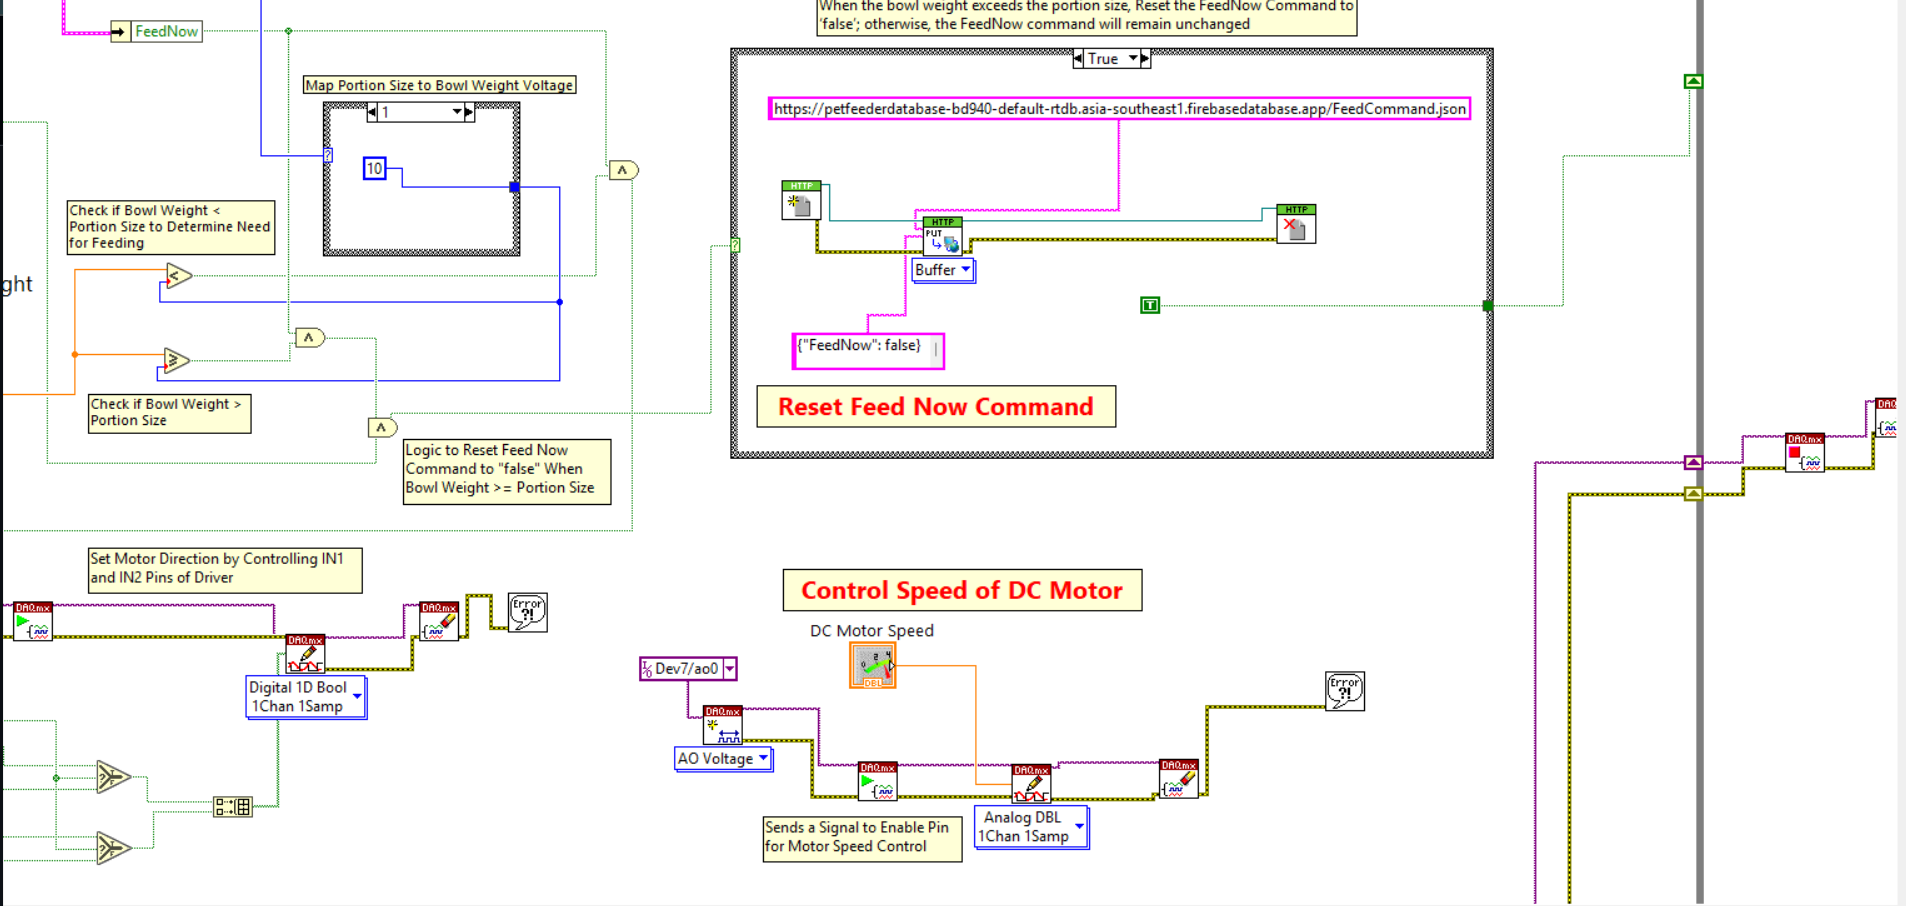 When the bowl weight exceeds the portion size, Reset the FeedNow Command to
'false'; otherwise, the FeedNow command will remain unchanged
FeedNow
True
Map Portion Size to Bowl Weight Voltage
1
https://petfeederdatabase-bd940-default-rtdb.asia-southeast1.firebasedatabase.app/FeedCommand.json
10
HTTP
HTTP
HTTP
PUT
Buffer
Check if Bowl Weight <
Portion Size to Determine Need
for Feeding
ght
T
{"FeedNow": false}
Check if Bowl Weight >
Portion Size
Reset Feed Now Command
Logic to Reset Feed Now
Command to "false" When
Bowl Weight >= Portion Size
DAQmx
Set Motor Direction by Controlling IN1
and IN2 Pins of Driver
DAQmx
DAQmx
DAQmx
Error
?!
Digital 1D Bool
1Chan 1Samp
Control Speed of DC Motor
DC Motor Speed
DBL
Dev7/ao0
Error
?!
DAQmx
AO Voltage
DAQmx
DAQmx
DAQmx
Analog DBL
1Chan 1Samp
Sends a Signal to Enable Pin
for Motor Speed Control